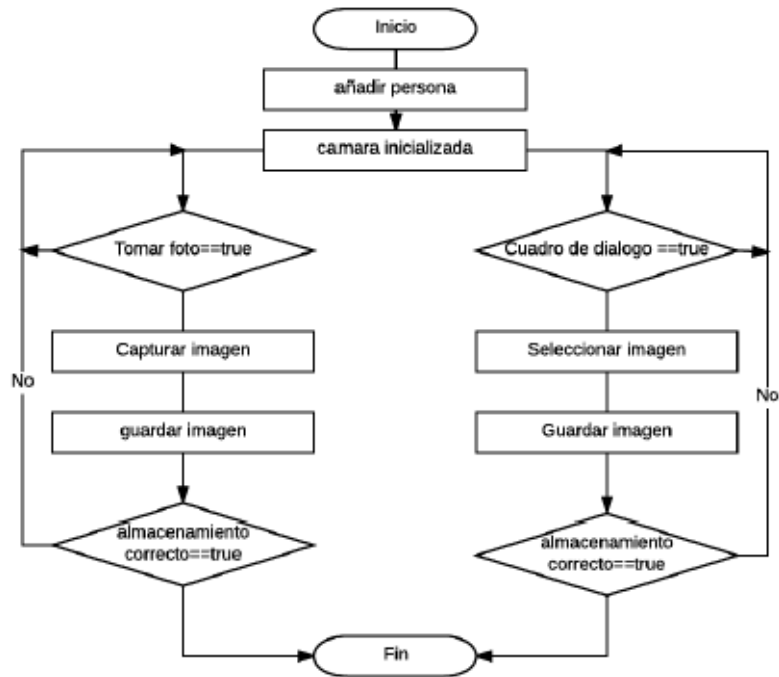 Inicio
añadir persona
camara inicializada
Tomar foto==true
Cuadro de dialogo ==true
Capturar imagen
Seleccionar imagen
No
No
guardar imagen
Guardar imagen
almacenamiento
correcto==true
almacenamiento
correcto==true
Fin